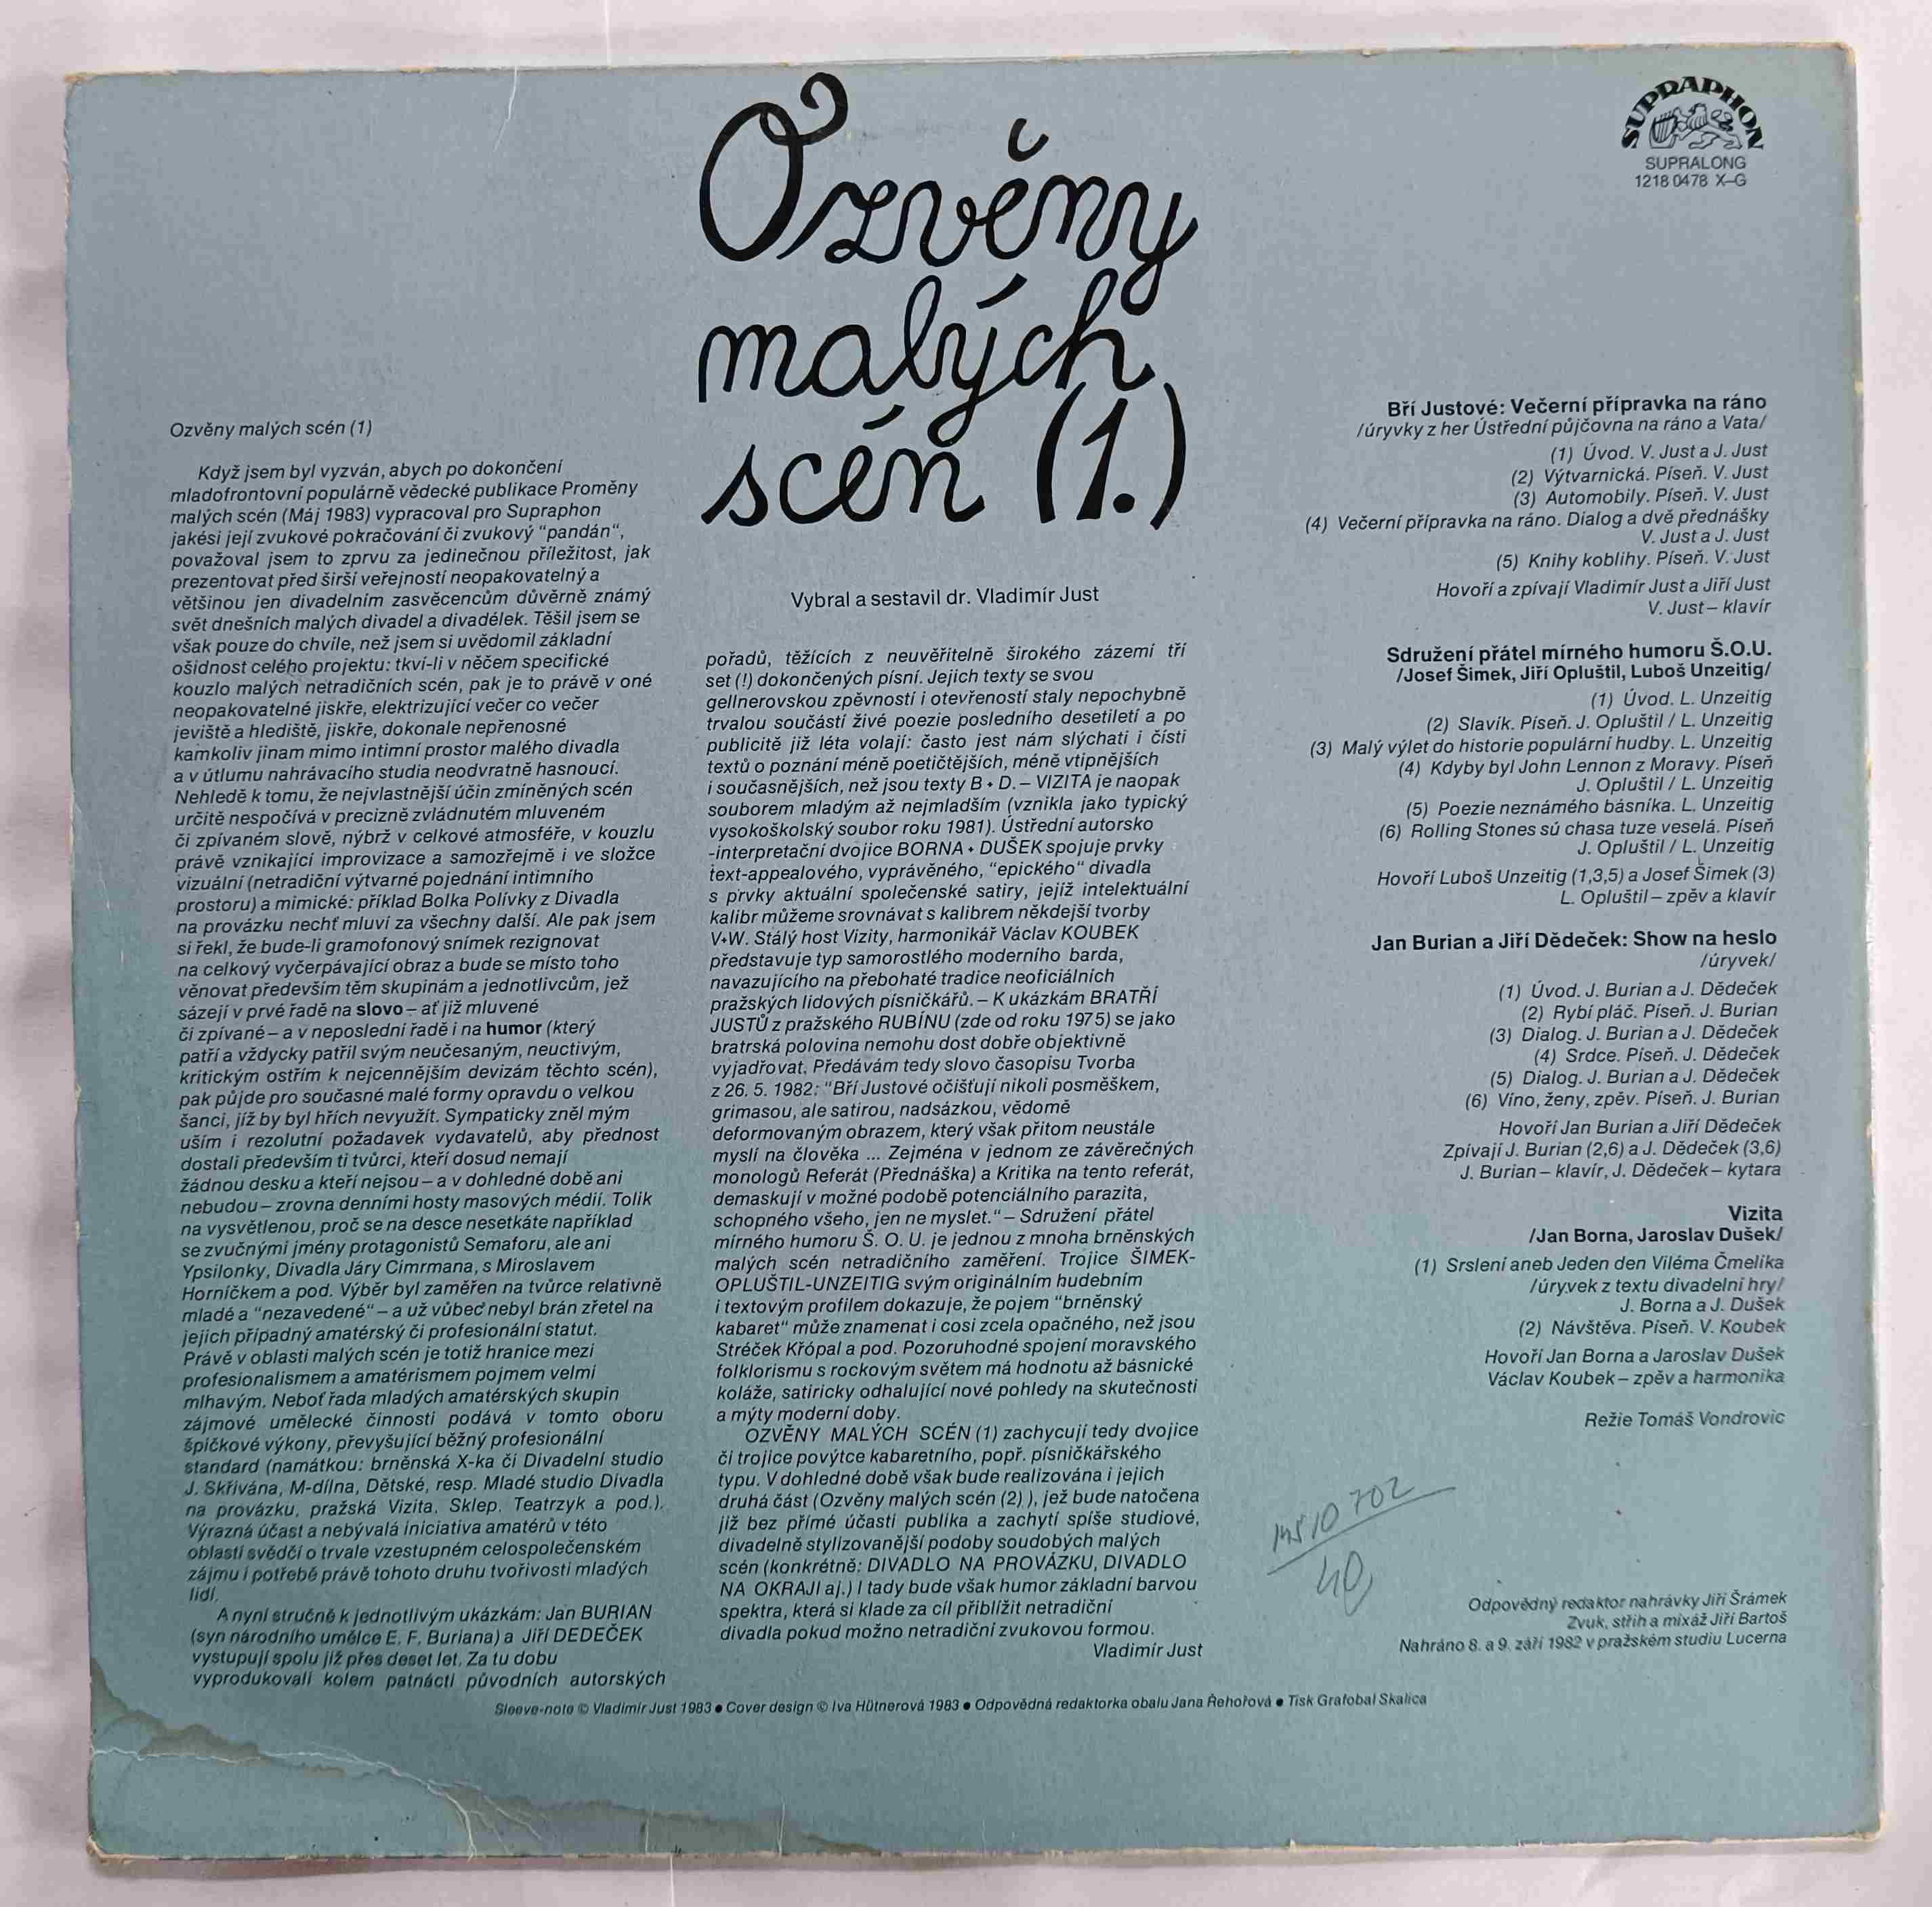 Ozvěny
malých
scén (1.)
SUPRAPHON
SUPRALONG
1218 0478 X–G
Vybral a sestavil dr. Vladimír Just
Ozvěny malých scén (1)
Když jsem byl vyzván, abych po dokončení
mladofrontovní populárně vědecké publikace Proměny
malých scén (Máj 1983) vypracoval pro Supraphon
jakési její zvukové pokračování či zvukový "pandán",
považoval jsem to zprvu za jedinečnou příležitost, jak
prezentovat před širší veřejností neopakovatelný a
většinou jen divadelním zasvěcencům důvěrně známý
svět dnešních malých divadel a divadélek. Těšil jsem se
však pouze do chvíle, než jsem si uvědomil základní
ošidnost celého projektu: tkví-li v něčem specifické
kouzlo malých netradičních scén, pak je to právě v oné
neopakovatelné jiskře, elektrizující večer co večer
jeviště a hlediště, jiskře, dokonale nepřenosné
kamkoliv jinam mimo intimní prostor malého divadla
a v útlumu nahrávacího studia neodvratně hasnoucí.
Nehledě k tomu, že nejvlastnější účin zmíněných scén
určitě nespočívá v precizně zvládnutém mluveném
či zpívaném slově, nýbrž v celkové atmosféře, v kouzlu
právě vznikající improvizace a samozřejmě i ve složce
vizuální (netradiční výtvarné pojednání intimního
prostoru) a mimické: příklad Bolka Polívky z Divadla
na provázku nechť mluví za všechny další. Ale pak jsem
si řekl, že bude-li gramofonový snímek rezignovat
na celkový vyčerpávající obraz a bude se místo toho
věnovat především těm skupinám a jednotlivcům, jež
sázejí v prvé řadě na slovo – ať již mluvené
či zpívané – a v neposlední řadě i na humor (který
patří a vždycky patřil svým neučesaným, neuctivým,
kritickým ostřím k nejcennějším devizám těchto scén),
pak půjde pro současné malé formy opravdu o velkou
šanci, jíž by byl hřích nevyužít. Sympaticky zněl mým
uším i rezolutní požadavek vydavatelů, aby přednost
dostali především ti tvůrci, kteří dosud nemají
žádnou desku a kteří nejsou – a v dohledné době ani
nebudou – zrovna denními hosty masových médií. Tolik
na vysvětlenou, proč se na desce nesetkáte například
se zvučnými jmény protagonistů Semaforu, ale ani
Ypsilonky, Divadla Járy Cimrmana, s Miroslavem
Horníčkem a pod. Výběr byl zaměřen na tvůrce relativně
mladé a "nezavedené" – a už vůbec nebyl brán zřetel na
jejich případný amatérský či profesionální statut.
Právě v oblasti malých scén je totiž hranice mezi
profesionalismem a amatérismem pojmem velmi
mlhavým. Neboť řada mladých amatérských skupin
zájmové umělecké činnosti podává v tomto oboru
špičkové výkony, převyšující běžný profesionální
standard (namátkou: brněnská X-ka či Divadelní studio
J. Skřivána, M-dílna, Dětské, resp. Mladé studio Divadla
na provázku, pražská Vizita, Sklep, Teatrzyk a pod.).
Výrazná účast a nebývalá iniciativa amatérů v této
oblasti svědčí o trvale vzestupném celospolečenském
zájmu i potřebě právě tohoto druhu tvořivosti mladých
lidí.
A nyní stručně k jednotlivým ukázkám: Jan BURIAN
(syn národního umělce E. F. Buriana) a Jiří DEDEČEK
vystupují spolu již přes deset let. Za tu dobu
vyprodukovali kolem patnácti původních autorských
pořadů, těžících z neuvěřitelně širokého zázemí tří
set (!) dokončených písní. Jejich texty se svou
gellnerovskou zpěvností i otevřeností staly nepochybně
trvalou součástí živé poezie posledního desetiletí a po
publicitě již léta volají: často jest nám slýchati i čísti
textů o poznání méně poetičtějších, méně vtipnějších
i současnějších, než jsou texty B + D. – VIZITA je naopak
souborem mladým až nejmladším (vznikla jako typický
vysokoškolský soubor roku 1981). Ústřední autorsko
-interpretační dvojice BORNA + DUŠEK spojuje prvky
text-appealového, vyprávěného, "epického" divadla
s prvky aktuální společenské satiry, jejíž intelektuální
kalibr můžeme srovnávat s kalibrem někdejší tvorby
V+W. Stálý host Vizity, harmonikář Václav KOUBEK
představuje typ samorostlého moderního barda,
navazujícího na přebohaté tradice neoficiálních
pražských lidových písničkářů. – K ukázkám BRATŘÍ
JUSTŮ z pražského RUBÍNU (zde od roku 1975) se jako
bratrská polovina nemohu dost dobře objektivně
vyjadřovat. Předávám tedy slovo časopisu Tvorba
z 26. 5. 1982: "Bří Justové očišťují nikoli posměškem,
grimasou, ale satirou, nadsázkou, vědomě
deformovaným obrazem, který však přitom neustále
myslí na člověka ... Zejména v jednom ze závěrečných
monologů Referát (Přednáška) a Kritika na tento referát,
demaskují v možné podobě potenciálního parazita,
schopného všeho, jen ne myslet." – Sdružení přátel
mírného humoru Š. O. U. je jednou z mnoha brněnských
malých scén netradičního zaměření. Trojice ŠIMEK-
OPLUŠTIL-UNZEITIG svým originálním hudebním
i textovým profilem dokazuje, že pojem "brněnský
kabaret" může znamenat i cosi zcela opačného, než jsou
Stréček Křópal a pod. Pozoruhodné spojení moravského
folklorismu s rockovým světem má hodnotu až básnické
koláže, satiricky odhalující nové pohledy na skutečnosti
a mýty moderní doby.
OZVĚNY MALÝCH SCÉN (1) zachycují tedy dvojice
či trojice povýtce kabaretního, popř. písničkářského
typu. V dohledné době však bude realizována i jejich
druhá část (Ozvěny malých scén (2) ), jež bude natočena
již bez přímé účasti publika a zachytí spíše studiové,
divadelně stylizovanější podoby soudobých malých
scén (konkrétně: DIVADLO NA PROVÁZKU, DIVADLO
NA OKRAJI aj.) I tady bude však humor základní barvou
spektra, která si klade za cíl přiblížit netradiční
divadla pokud možno netradiční zvukovou formou.
Vladimír Just
Bří Justové: Večerní přípravka na ráno
/úryvky z her Ústřední půjčovna na ráno a Vata/
(1) Úvod. V. Just a J. Just
(2) Výtvarnická. Píseň. V. Just
(3) Automobily. Píseň. V. Just
(4) Večerní přípravka na ráno. Dialog a dvě přednášky
V. Just a J. Just
(5) Knihy koblihy. Píseň. V. Just
Hovoří a zpívají Vladimír Just a Jiří Just
V. Just – klavír
Sdružení přátel mírného humoru Š.O.U.
/Josef Šimek, Jiří Opluštil, Luboš Unzeitig/
(1) Úvod. L. Unzeitig
(2) Slavík. Píseň. J. Opluštil / L. Unzeitig
(3) Malý výlet do historie populární hudby. L. Unzeitig
(4) Kdyby byl John Lennon z Moravy. Píseň
J. Opluštil / L. Unzeitig
(5) Poezie neznámého básníka. L. Unzeitig
(6) Rolling Stones sú chasa tuze veselá. Píseň
J. Opluštil / L. Unzeitig
Hovoří Luboš Unzeitig (1,3,5) a Josef Šimek (3)
L. Opluštil – zpěv a klavír
Jan Burian a Jiří Dědeček: Show na heslo
/úryvek/
(1) Úvod. J. Burian a J. Dědeček
(2) Rybí pláč. Píseň. J. Burian
(3) Dialog. J. Burian a J. Dědeček
(4) Srdce. Píseň. J. Dědeček
(5) Dialog. J. Burian a J. Dědeček
(6) Víno, ženy, zpěv. Píseň. J. Burian
Hovoří Jan Burian a Jiří Dědeček
Zpívají J. Burian (2,6) a J. Dědeček (3,6)
J. Burian – klavír, J. Dědeček – kytara
Vizita
/Jan Borna, Jaroslav Dušek/
(1) Srslení aneb Jeden den Viléma Čmelíka
/úryvek z textu divadelní hry/
J. Borna a J. Dušek
(2) Návštěva. Píseň. V. Koubek
Hovoří Jan Borna a Jaroslav Dušek
Václav Koubek – zpěv a harmonika
Režie Tomáš Vondrovic
10 702
40,
Odpovědný redaktor nahrávky Jiří Šrámek
Zvuk, střih a mixáž Jiří Bartoš
Nahráno 8. a 9. září 1982 v pražském studiu Lucerna
Sleeve-note © Vladimír Just 1983 ● Cover design © Iva Hütnerová 1983 ● Odpovědná redaktorka obalu Jana Řehořová ● Tisk Grafobal Skalica